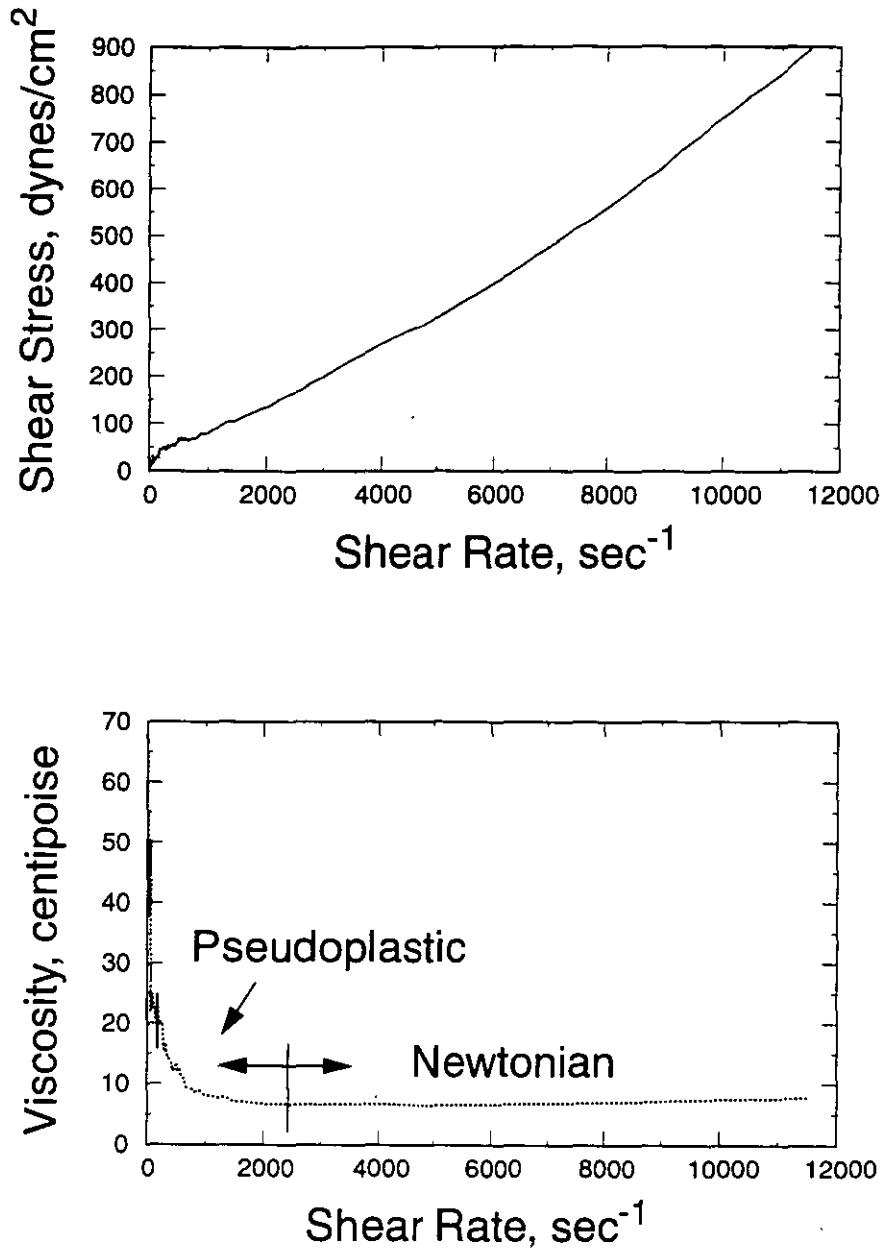 Shear Stress, dynes/cm²
900
800
700
600
500
400
300
200
100
0
0 2000 4000 6000 8000 10000 12000
Shear Rate, sec⁻¹
Viscosity, centipoise
70
60
50
40
30
20
10
0
Pseudoplastic
Newtonian
0 2000 4000 6000 8000 10000 12000
Shear Rate, sec⁻¹